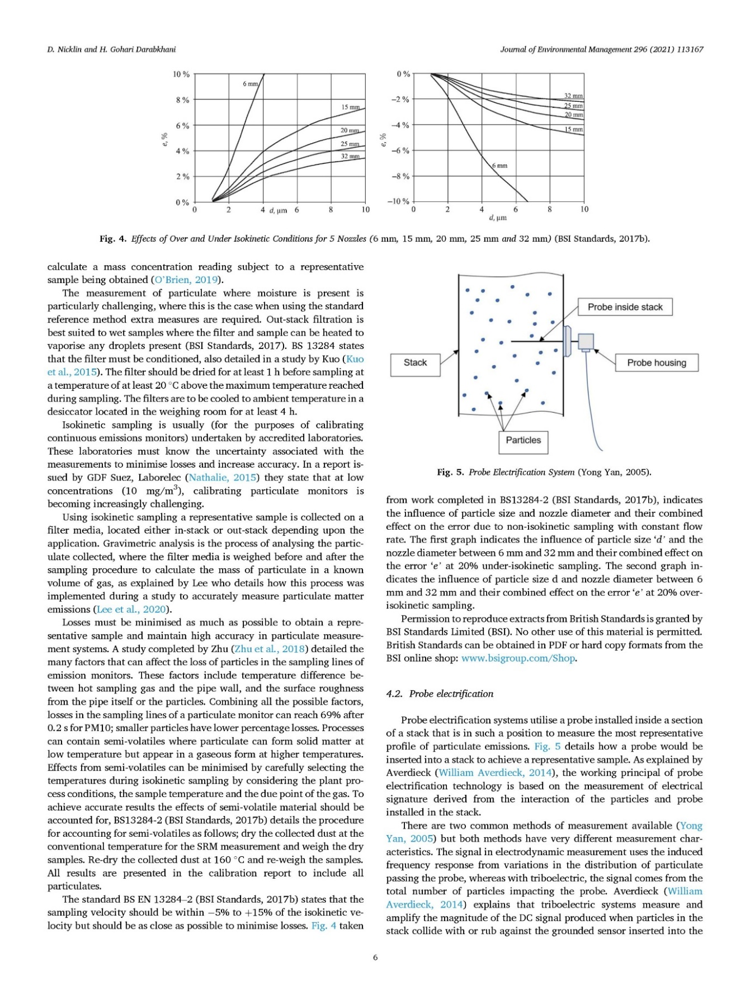 D. Nicklin and H. Gohari Darabkhani
Journal of Environmental Management 296 (2021) 113167
10 %
8 %
6 %
4 %
2 %
0 %
e, %
6 mm
15 mm
20 mm
25 mm
32 mm
0
2
4
d, μm
6
8
10
0 %
−2 %
−4 %
−6 %
−8 %
−10 %
e, %
32 mm
25 mm
20 mm
15 mm
6 mm
0
2
4
6
8
10
d, μm
Fig. 4. Effects of Over and Under Isokinetic Conditions for 5 Nozzles (6 mm, 15 mm, 20 mm, 25 mm and 32 mm) (BSI Standards, 2017b).
calculate a mass concentration reading subject to a representative
sample being obtained (O’Brien, 2019).
The measurement of particulate where moisture is present is
particularly challenging, where this is the case when using the standard
reference method extra measures are required. Out-stack filtration is
best suited to wet samples where the filter and sample can be heated to
vaporise any droplets present (BSI Standards, 2017). BS 13284 states
that the filter must be conditioned, also detailed in a study by Kuo (Kuo
et al., 2015). The filter should be dried for at least 1 h before sampling at
a temperature of at least 20 °C above the maximum temperature reached
during sampling. The filters are to be cooled to ambient temperature in a
desiccator located in the weighing room for at least 4 h.
Isokinetic sampling is usually (for the purposes of calibrating
continuous emissions monitors) undertaken by accredited laboratories.
These laboratories must know the uncertainty associated with the
measurements to minimise losses and increase accuracy. In a report is-
sued by GDF Suez, Laborelec (Nathalie, 2015) they state that at low
concentrations (10 mg/m³), calibrating particulate monitors is
becoming increasingly challenging.
Using isokinetic sampling a representative sample is collected on a
filter media, located either in-stack or out-stack depending upon the
application. Gravimetric analysis is the process of analysing the partic-
ulate collected, where the filter media is weighed before and after the
sampling procedure to calculate the mass of particulate in a known
volume of gas, as explained by Lee who details how this process was
implemented during a study to accurately measure particulate matter
emissions (Lee et al., 2020).
Losses must be minimised as much as possible to obtain a repre-
sentative sample and maintain high accuracy in particulate measure-
ment systems. A study completed by Zhu (Zhu et al., 2018) detailed the
many factors that can affect the loss of particles in the sampling lines of
emission monitors. These factors include temperature difference be-
tween hot sampling gas and the pipe wall, and the surface roughness
from the pipe itself or the particles. Combining all the possible factors,
losses in the sampling lines of a particulate monitor can reach 69% after
0.2 s for PM10; smaller particles have lower percentage losses. Processes
can contain semi-volatiles where particulate can form solid matter at
low temperature but appear in a gaseous form at higher temperatures.
Effects from semi-volatiles can be minimised by carefully selecting the
temperatures during isokinetic sampling by considering the plant pro-
cess conditions, the sample temperature and the due point of the gas. To
achieve accurate results the effects of semi-volatile material should be
accounted for, BS13284-2 (BSI Standards, 2017b) details the procedure
for accounting for semi-volatiles as follows; dry the collected dust at the
conventional temperature for the SRM measurement and weigh the dry
samples. Re-dry the collected dust at 160 °C and re-weigh the samples.
All results are presented in the calibration report to include all
particulates.
The standard BS EN 13284–2 (BSI Standards, 2017b) states that the
sampling velocity should be within −5% to +15% of the isokinetic ve-
locity but should be as close as possible to minimise losses. Fig. 4 taken
Probe inside stack
Stack
Probe housing
Particles
Fig. 5. Probe Electrification System (Yong Yan, 2005).
from work completed in BS13284-2 (BSI Standards, 2017b), indicates
the influence of particle size and nozzle diameter and their combined
effect on the error due to non-isokinetic sampling with constant flow
rate. The first graph indicates the influence of particle size ‘d’ and the
nozzle diameter between 6 mm and 32 mm and their combined effect on
the error ‘e’ at 20% under-isokinetic sampling. The second graph in-
dicates the influence of particle size d and nozzle diameter between 6
mm and 32 mm and their combined effect on the error ‘e’ at 20% over-
isokinetic sampling.
Permission to reproduce extracts from British Standards is granted by
BSI Standards Limited (BSI). No other use of this material is permitted.
British Standards can be obtained in PDF or hard copy formats from the
BSI online shop: www.bsigroup.com/Shop.
4.2. Probe electrification
Probe electrification systems utilise a probe installed inside a section
of a stack that is in such a position to measure the most representative
profile of particulate emissions. Fig. 5 details how a probe would be
inserted into a stack to achieve a representative sample. As explained by
Averdieck (William Averdieck, 2014), the working principal of probe
electrification technology is based on the measurement of electrical
signature derived from the interaction of the particles and probe
installed in the stack.
There are two common methods of measurement available (Yong
Yan, 2005) but both methods have very different measurement char-
acteristics. The signal in electrodynamic measurement uses the induced
frequency response from variations in the distribution of particulate
passing the probe, whereas with triboelectric, the signal comes from the
total number of particles impacting the probe. Averdieck (William
Averdieck, 2014) explains that triboelectric systems measure and
amplify the magnitude of the DC signal produced when particles in the
stack collide with or rub against the grounded sensor inserted into the
6